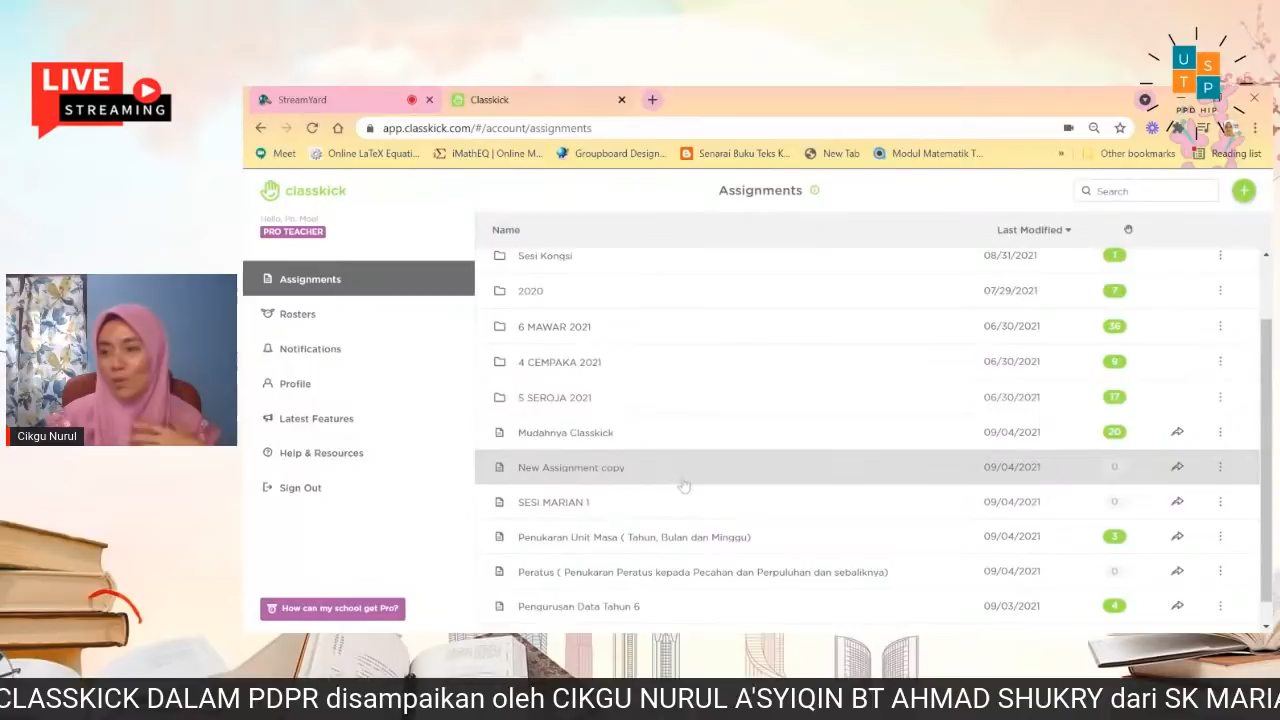 LIVE
STREAMING
U S
T P
PPD HIP
StreamYard
Classkick
app.classkick.com/#/account/assignments
Meet
Online LaTeX Equati...
iMathEQ | Online M...
Groupboard Design...
Senarai Buku Teks K...
New Tab
Modul Matematik T...
»
Other bookmarks
Reading list
classkick
Assignments
Search
Hello, Pn. Moe!
PRO TEACHER
Name
Last Modified
Assignments
Rosters
Notifications
Profile
Latest Features
Help & Resources
Sign Out
How can my school get Pro?
Sesi Kongsi 08/31/2021 1
2020 07/29/2021 7
6 MAWAR 2021 06/30/2021 36
4 CEMPAKA 2021 06/30/2021 9
5 SEROJA 2021 06/30/2021 17
Mudahnya Classkick 09/04/2021 20
New Assignment copy 09/04/2021 0
SESI MARIAN 1 09/04/2021 0
Penukaran Unit Masa ( Tahun, Bulan dan Minggu) 09/04/2021 3
Peratus ( Penukaran Peratus kepada Pecahan dan Perpuluhan dan sebaliknya) 09/04/2021 0
Pengurusan Data Tahun 6 09/03/2021 4
Cikgu Nurul
CLASSKICK DALAM PDPR disampaikan oleh CIKGU NURUL A'SYIQIN BT AHMAD SHUKRY dari SK MARIA